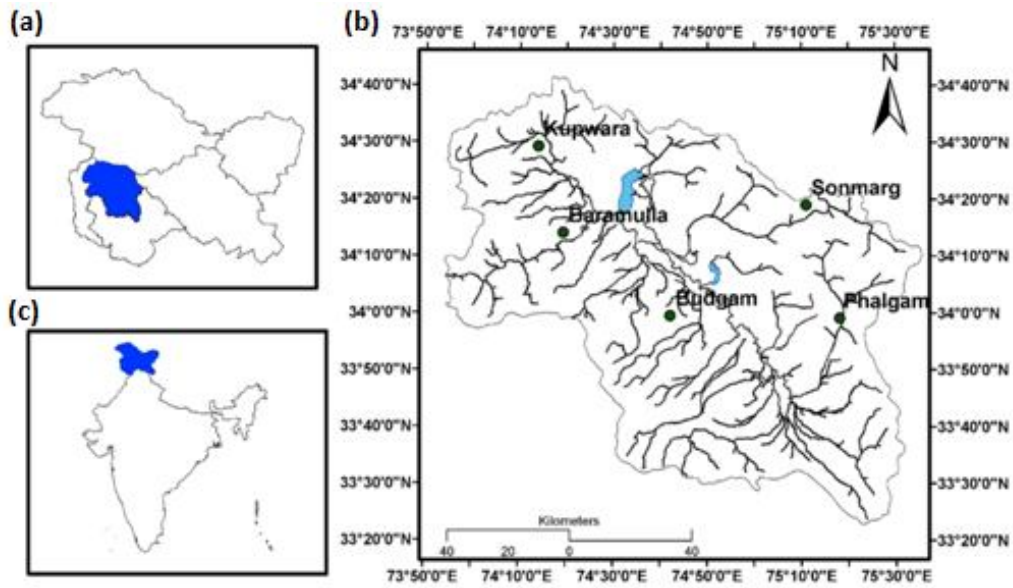 (a)
(b)
73°50'0"E 74°10'0"E 74°30'0"E 74°50'0"E 75°10'0"E 75°30'0"E
N
34°40'0"N 34°40'0"N
34°30'0"N Kupwara 34°30'0"N
34°20'0"N Baramulla Sonmarg 34°20'0"N
34°10'0"N 34°10'0"N
(c)
34°0'0"N Budgam Phalgam 34°0'0"N
33°50'0"N 33°50'0"N
33°40'0"N 33°40'0"N
33°30'0"N 33°30'0"N
33°20'0"N 33°20'0"N
Kilometers
40 20 0 40
73°50'0"E 74°10'0"E 74°30'0"E 74°50'0"E 75°10'0"E 75°30'0"E